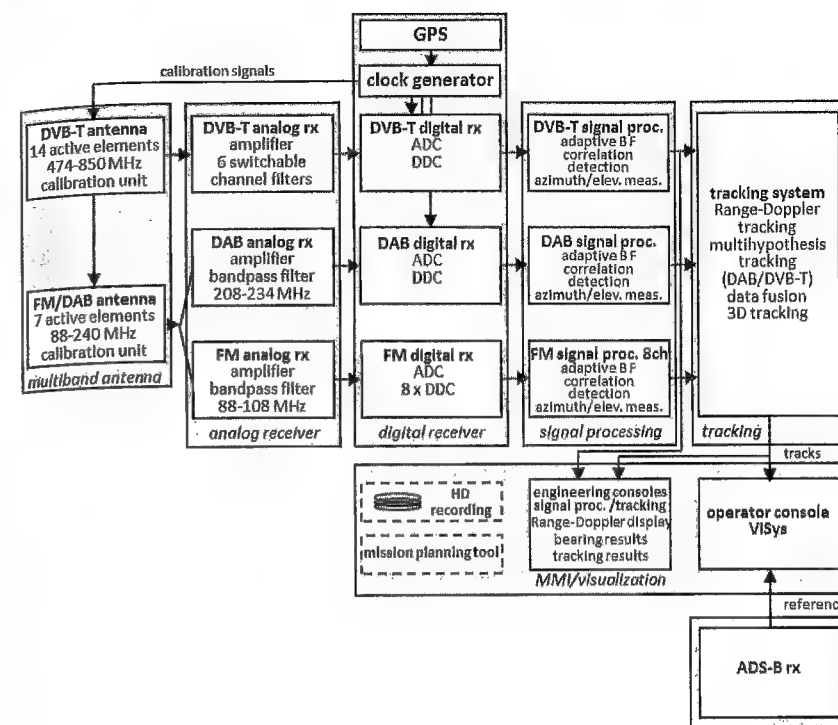 GPS
calibration signals
clock generator
DVB-T antenna
14 active elements
474-850 MHz
calibration unit
DVB-T analog rx
amplifier
6 switchable
channel filters
DVB-T digital rx
ADC
DDC
DVB-T signal proc.
adaptive BF
correlation
detection
azimuth/elev. meas.
DAB analog rx
amplifier
bandpass filter
208-234 MHz
DAB digital rx
ADC
DDC
DAB signal proc.
adaptive BF
correlation
detection
azimuth/elev. meas.
tracking system
Range-Doppler
tracking
multihypothesis
tracking
(DAB/DVB-T)
data fusion
3D tracking
FM/DAB antenna
7 active elements
88-240 MHz
calibration unit
multiband antenna
FM analog rx
amplifier
bandpass filter
88-108 MHz
analog receiver
FM digital rx
ADC
8 x DDC
digital receiver
FM signal proc. 8ch
adaptive BF
correlation
detection
azimuth/elev. meas.
signal processing
tracking
tracks
HD
recording
mission planning tool
engineering consoles
signal proc. /tracking
Range-Doppler display
bearing results
tracking results
MMI/visualization
operator console
ViSys
referenc
ADS-B rx